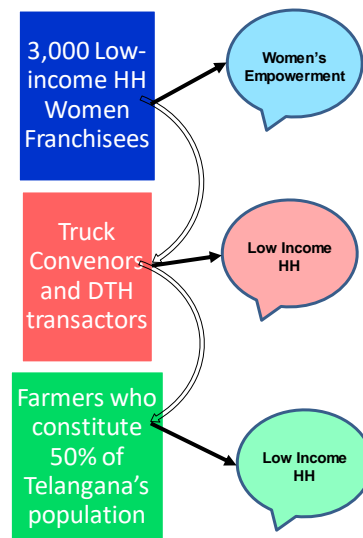 3,000 Low-
income HH
Women
Franchisees
Women's
Empowerment
Truck
Convenors
and DTH
transactors
Low Income
HH
Farmers who
constitute
50% of
Telangana's
population
Low Income
HH